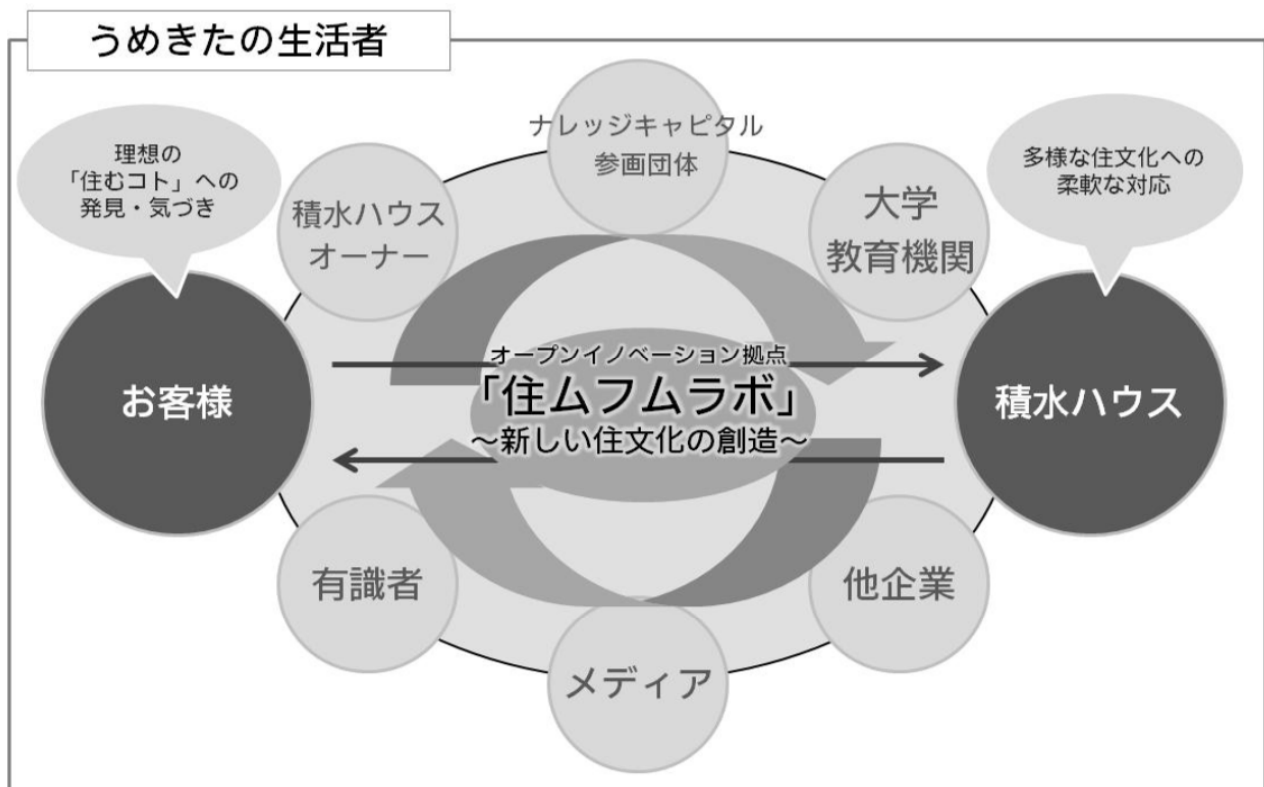 うめきたの生活者
理想の
「住むコト」への
発見・気づき
ナレッジキャピタル
参画団体
多様な住文化への
柔軟な対応
積水ハウス
オーナー
大学
教育機関
お客様
オープンイノベーション拠点
「住ムフムラボ」
～新しい住文化の創造～
積水ハウス
有識者
他企業
メディア